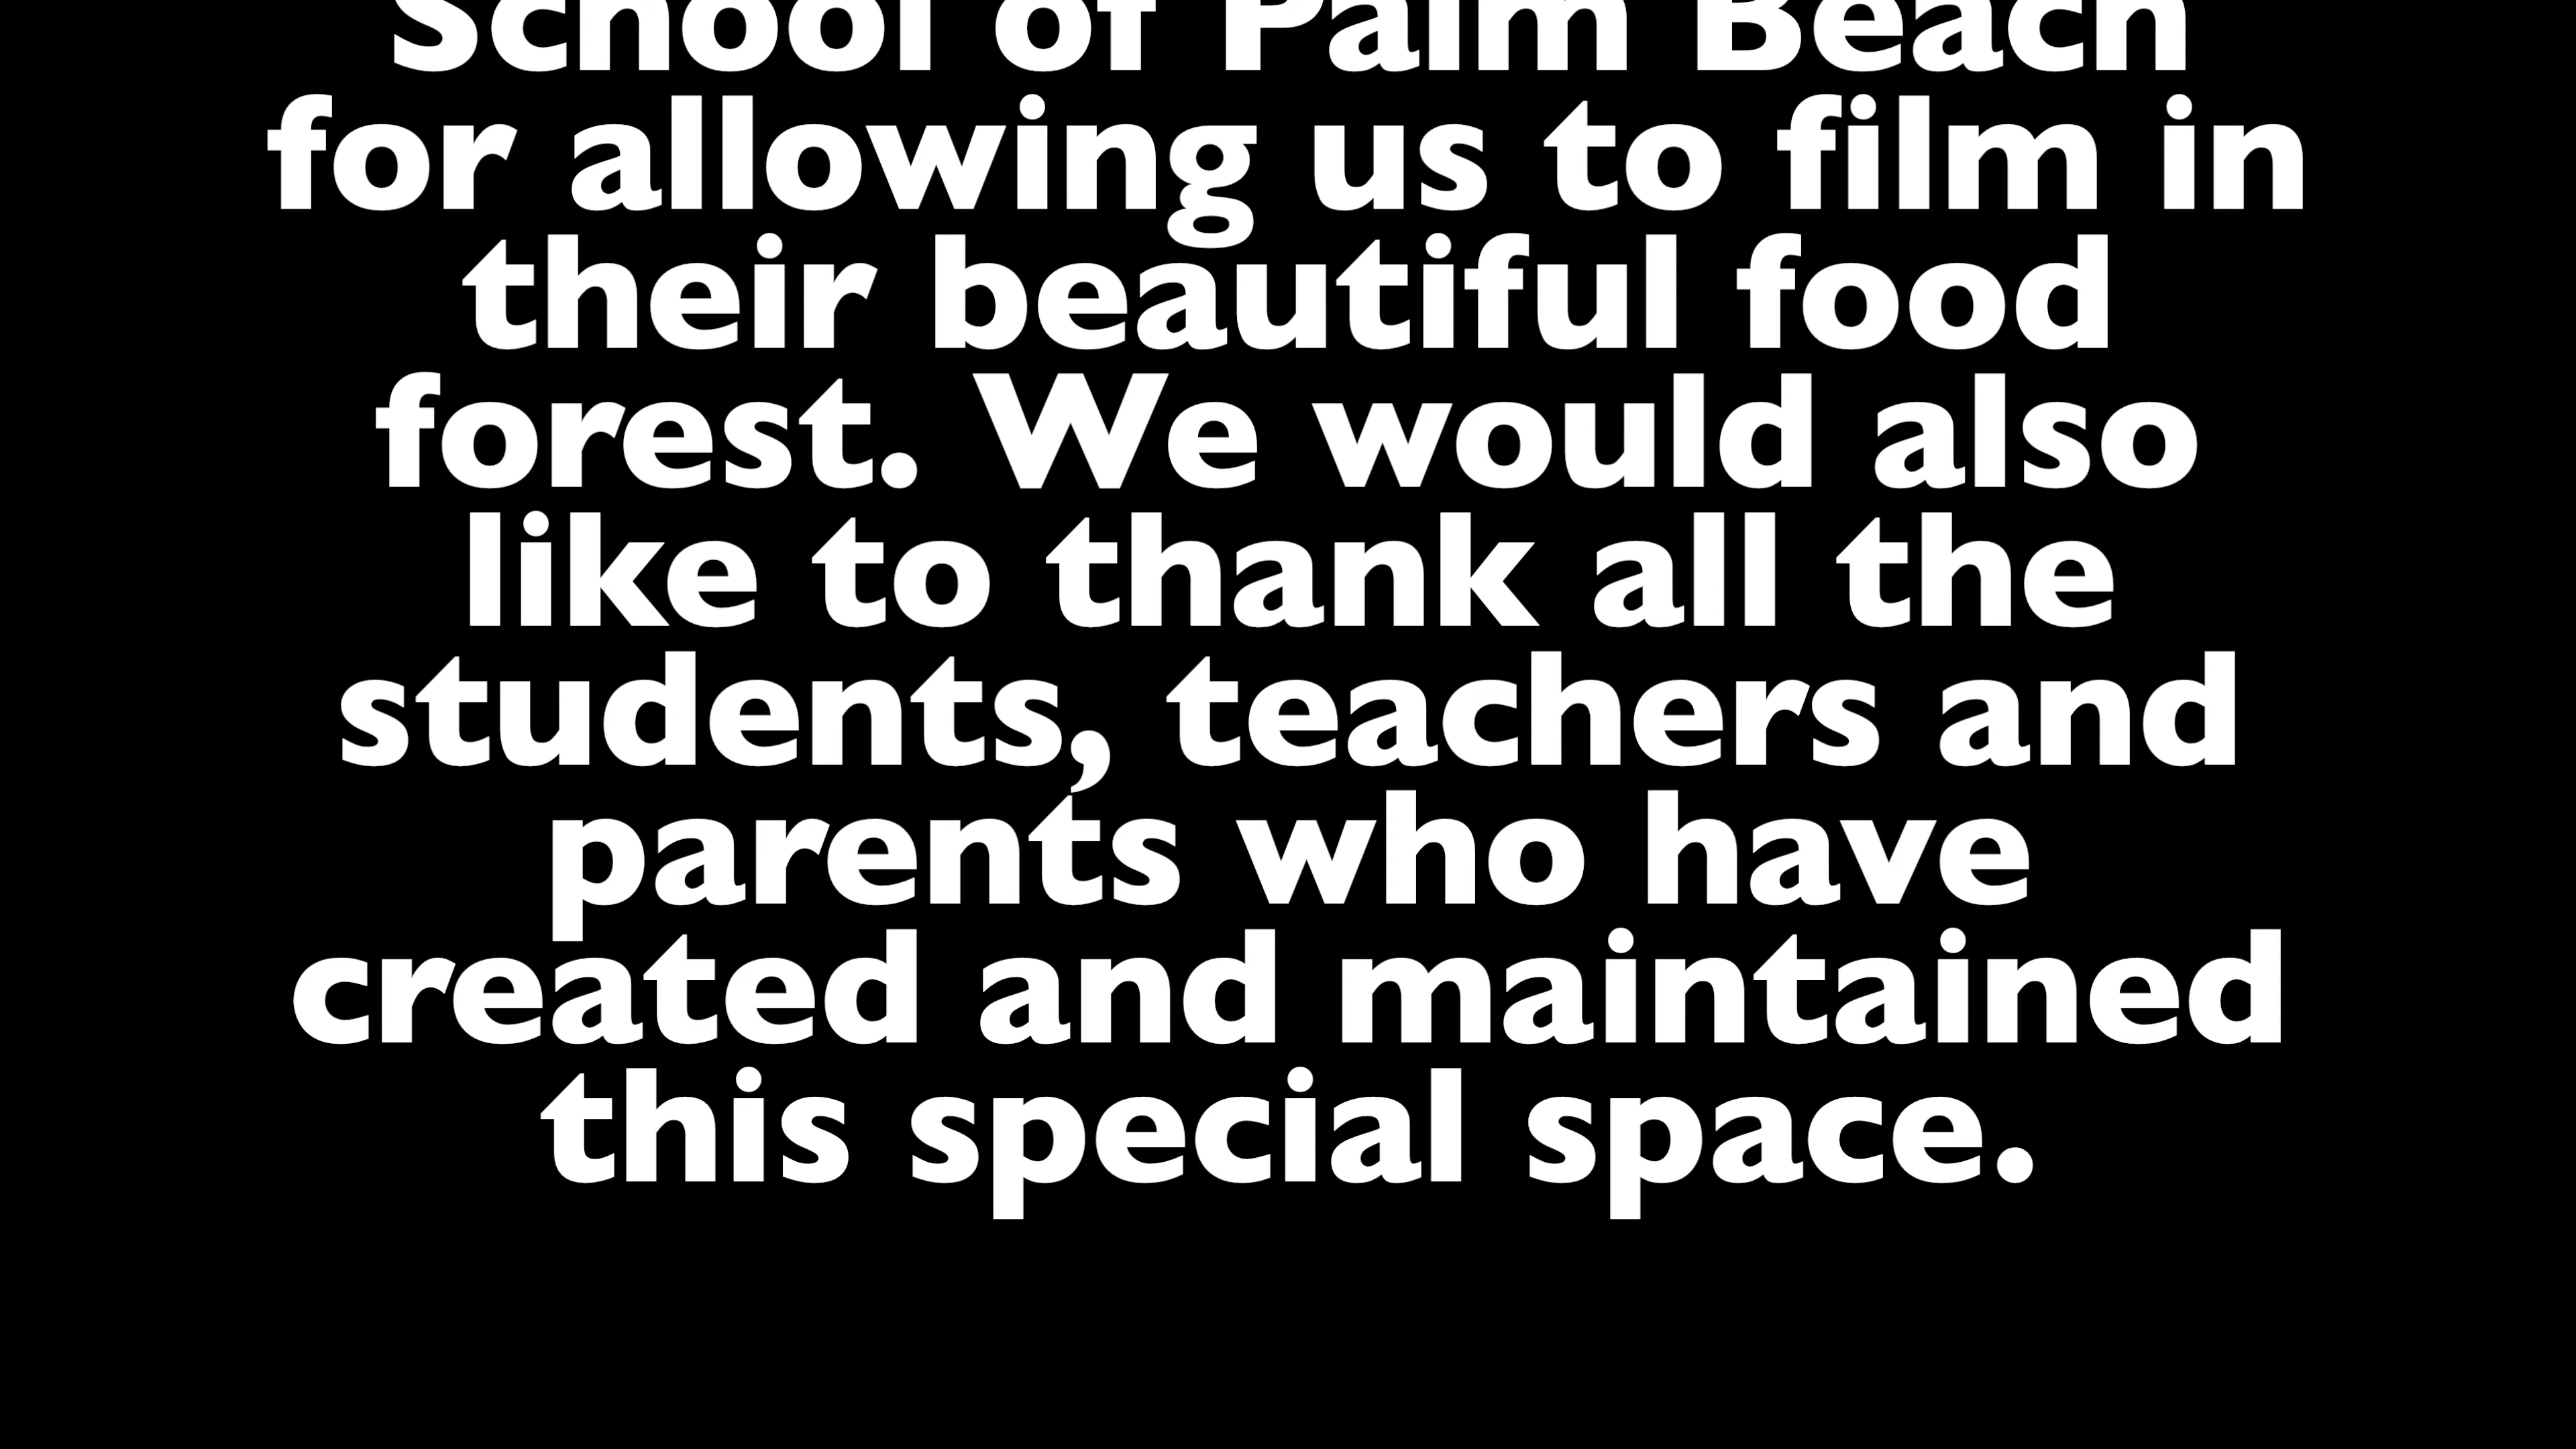 School of Palm Beach
for allowing us to film in
their beautiful food
forest. We would also
like to thank all the
students, teachers and
parents who have
created and maintained
this special space.